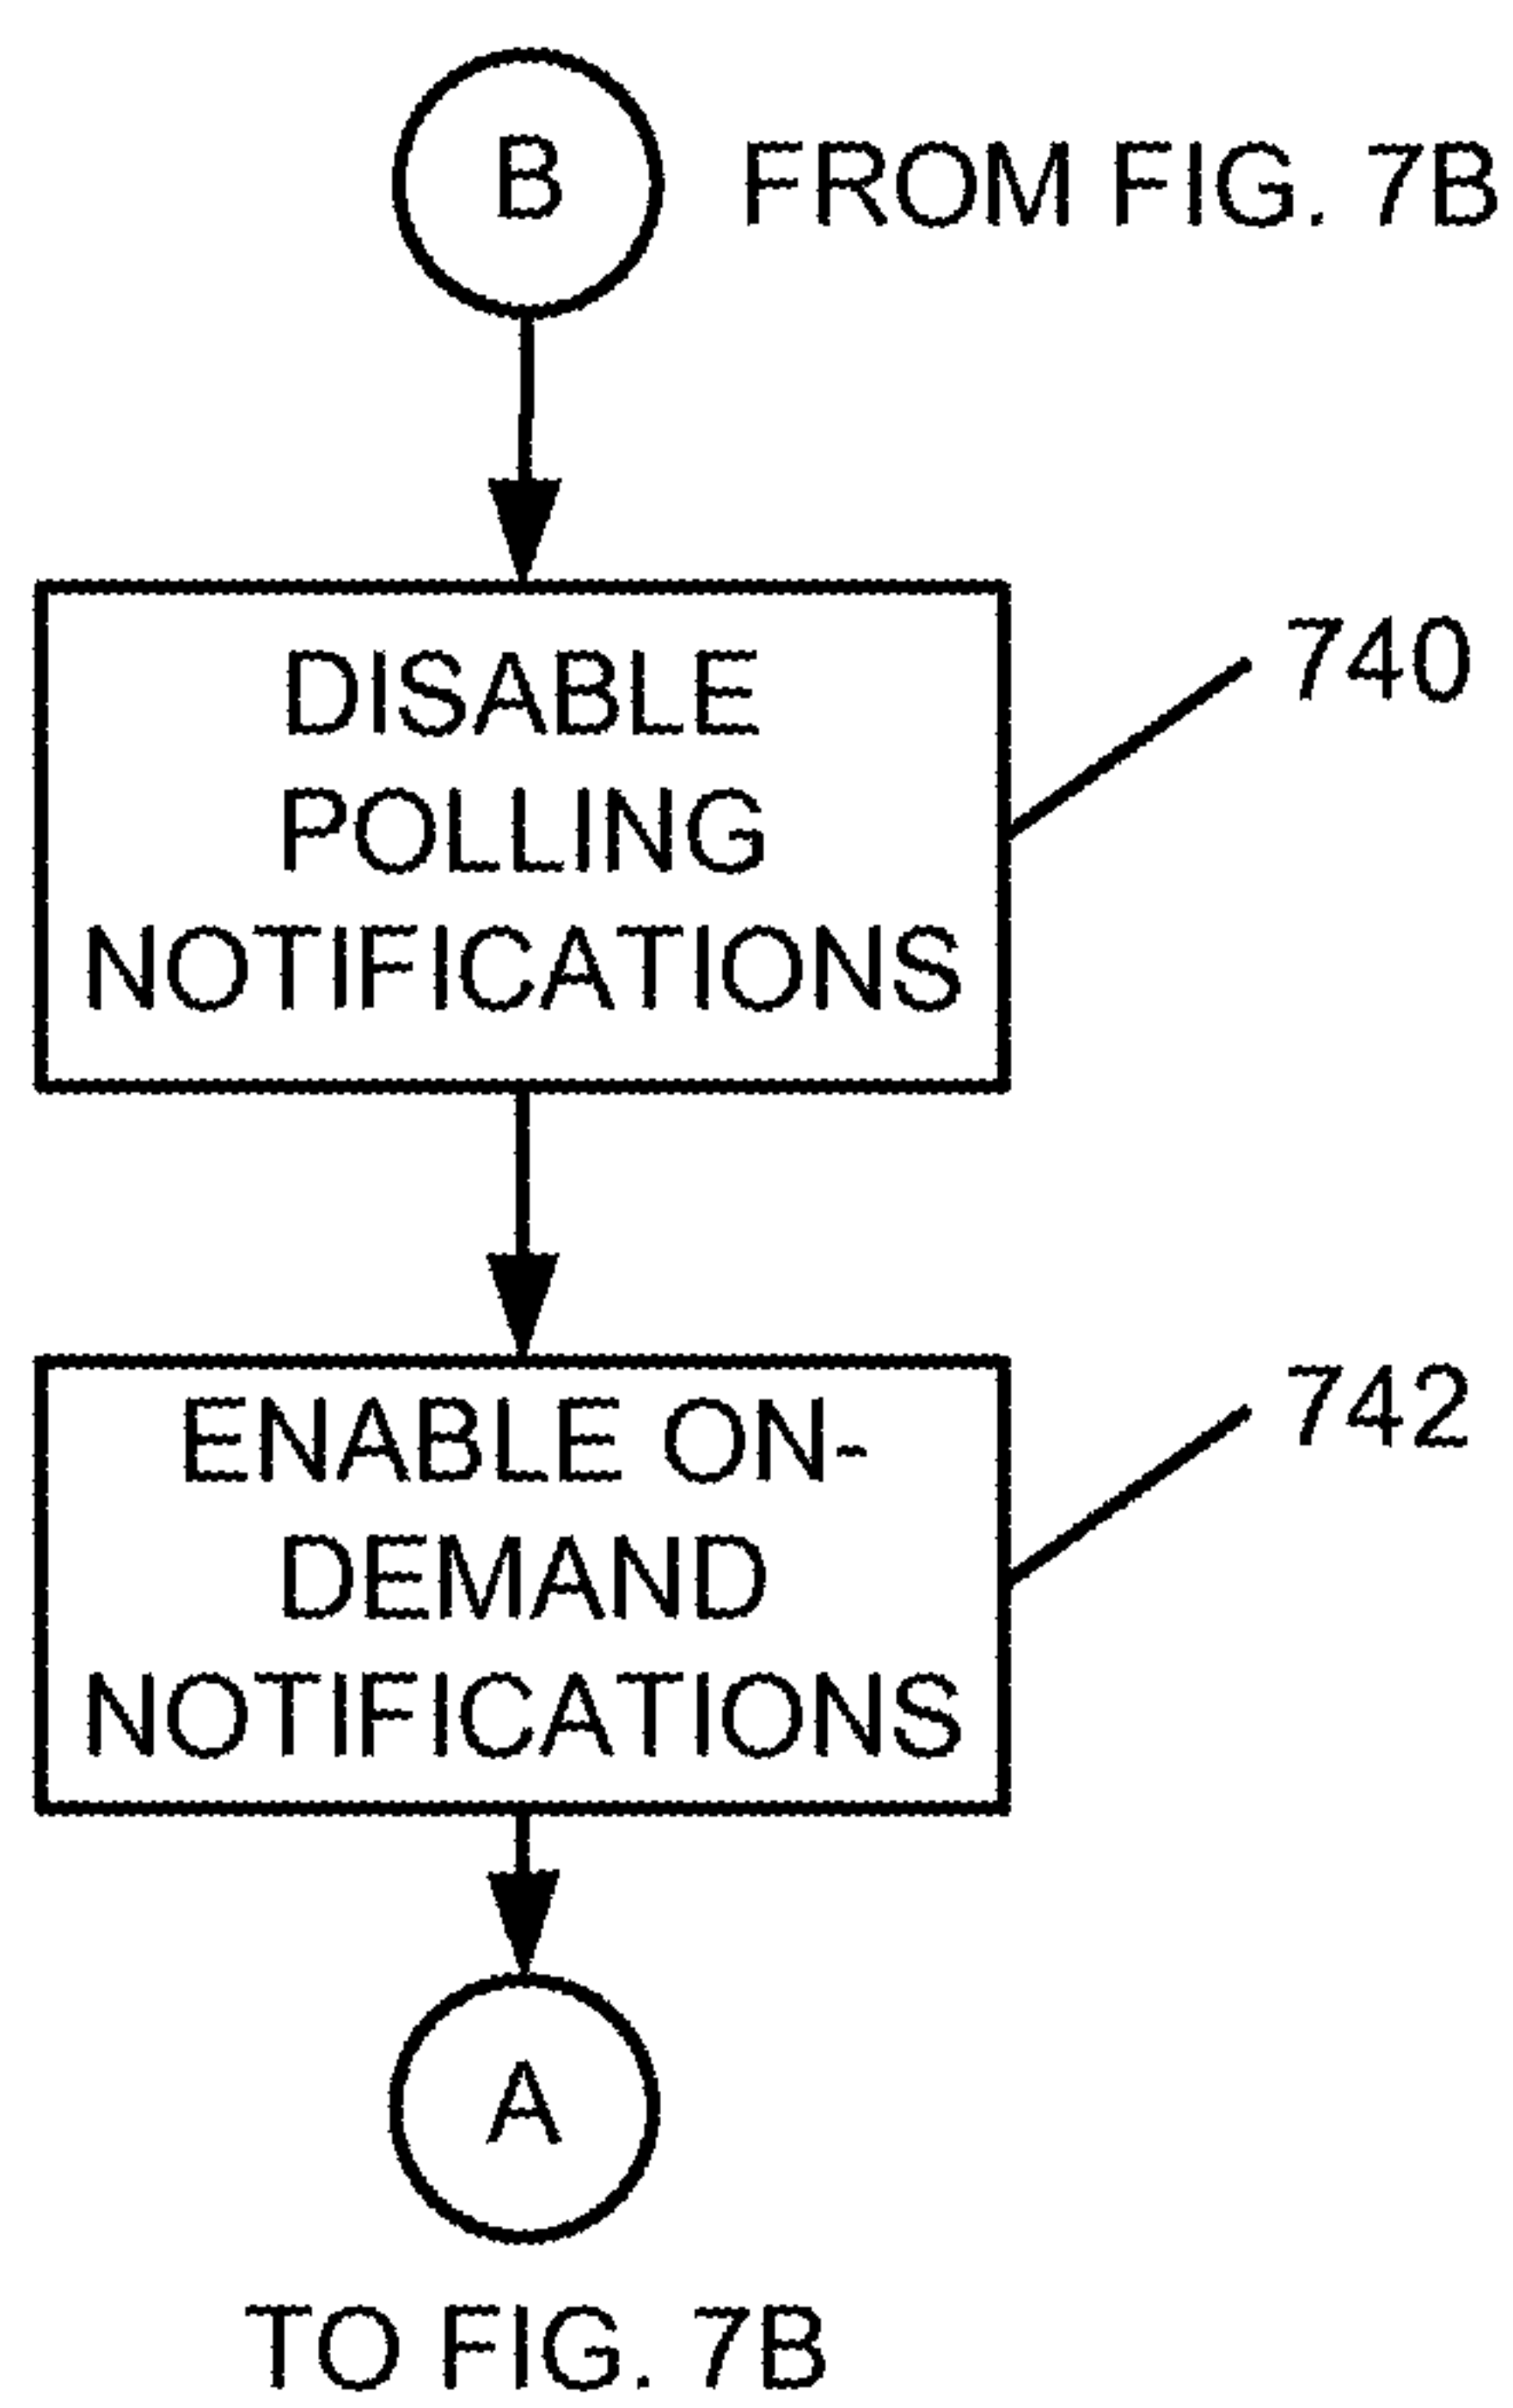 B FROM FIG. 7B
DISABLE
POLLING
NOTIFICATIONS
740
ENABLE ON-
DEMAND
NOTIFICATIONS
742
A
TO FIG. 7B